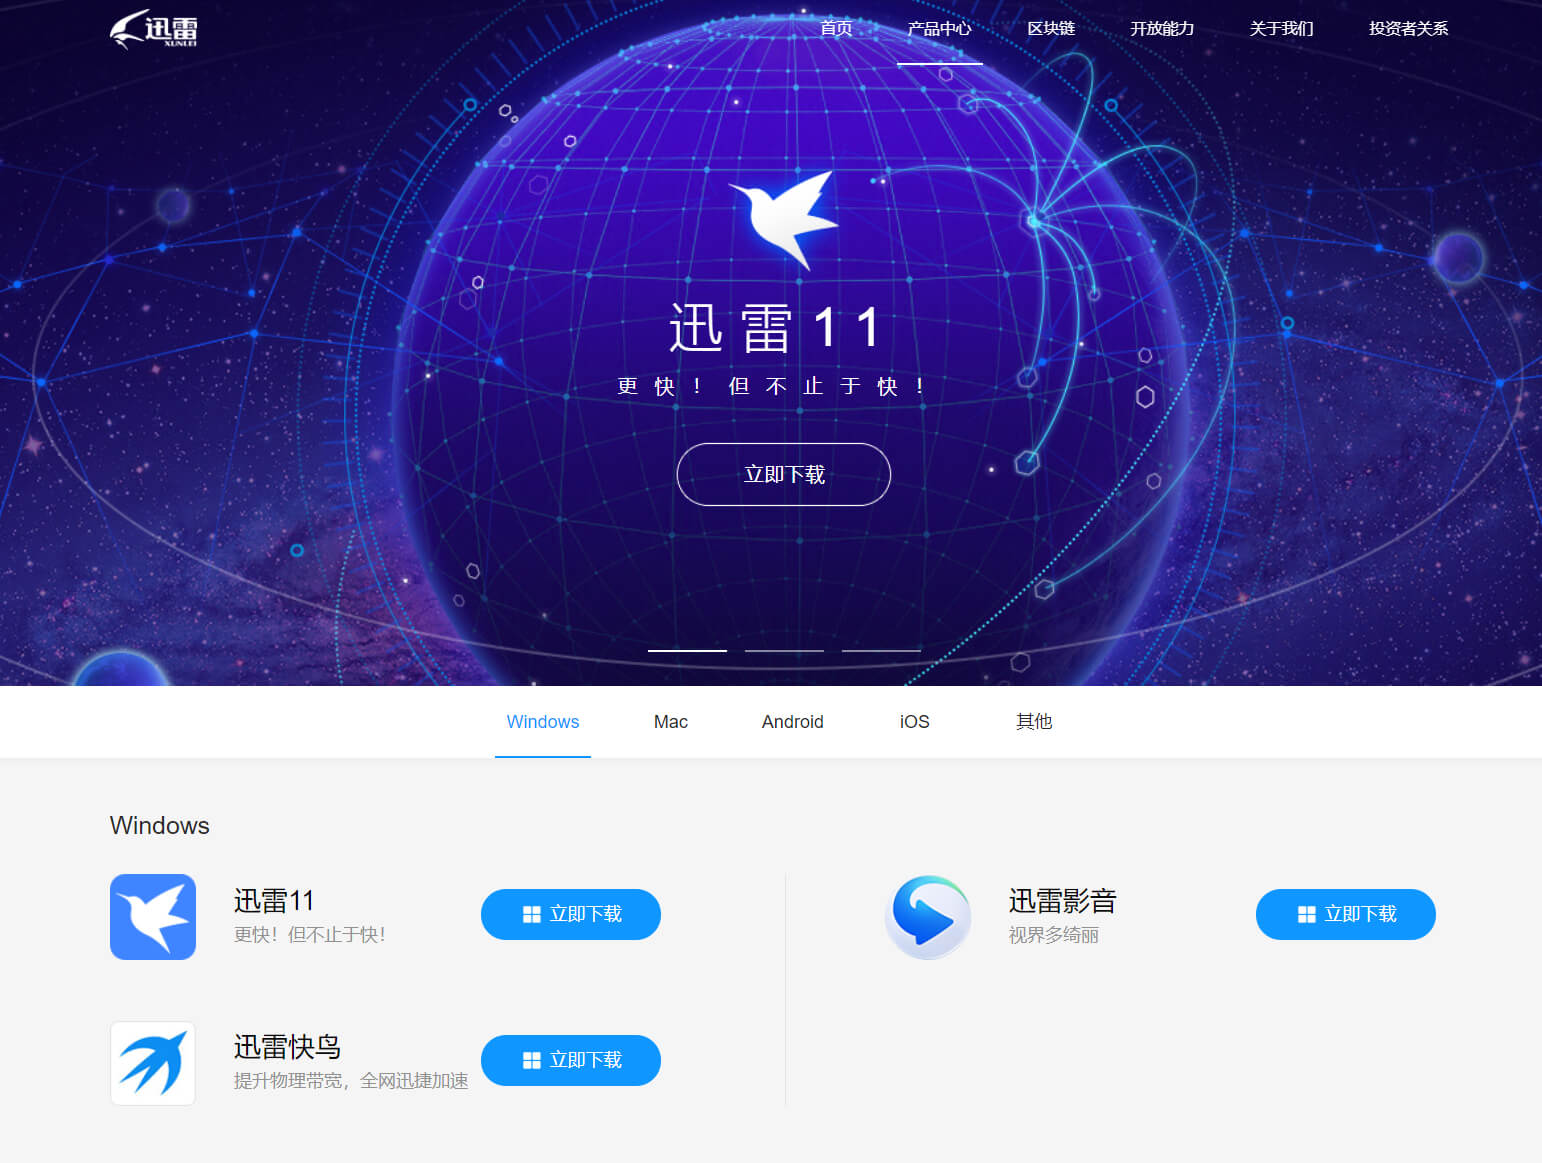 迅雷
XUNLEI
首页
产品中心
区块链
开放能力
关于我们
投资者关系
迅雷11
更快！但不止于快！
立即下载
Windows
Mac
Android
iOS
其他
Windows
迅雷11
更快！但不止于快！
立即下载
迅雷影音
视界多绮丽
立即下载
迅雷快鸟
提升物理带宽，全网迅捷加速
立即下载